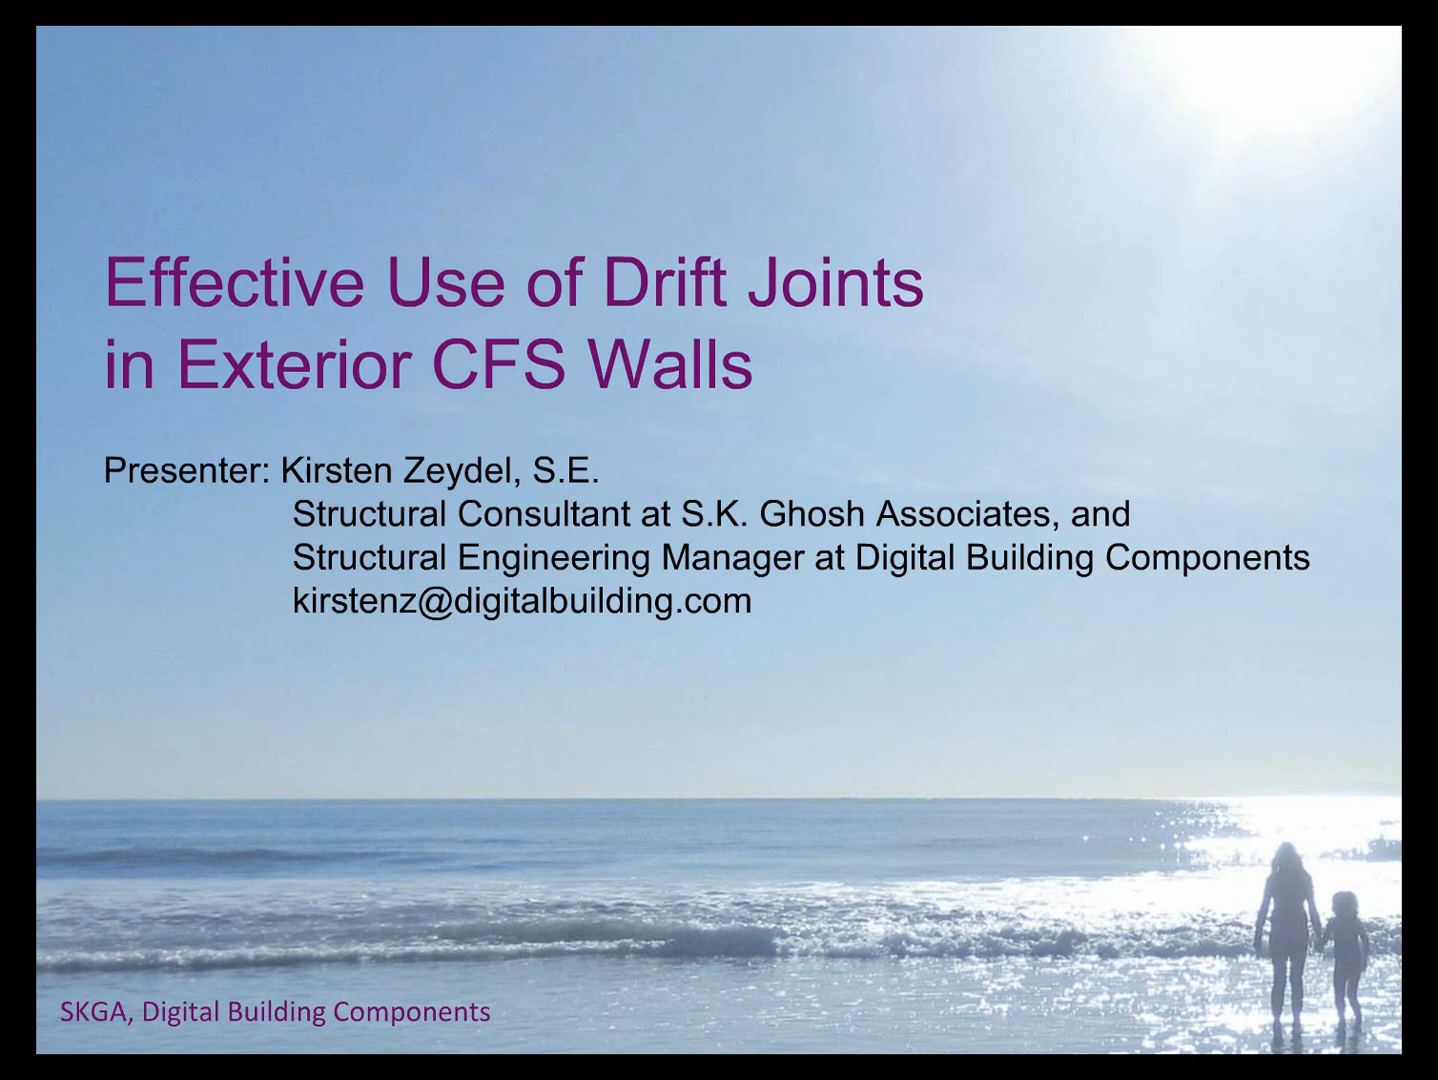 Effective Use of Drift Joints
in Exterior CFS Walls
Presenter: Kirsten Zeydel, S.E.
Structural Consultant at S.K. Ghosh Associates, and
Structural Engineering Manager at Digital Building Components
kirstenz@digitalbuilding.com
SKGA, Digital Building Components